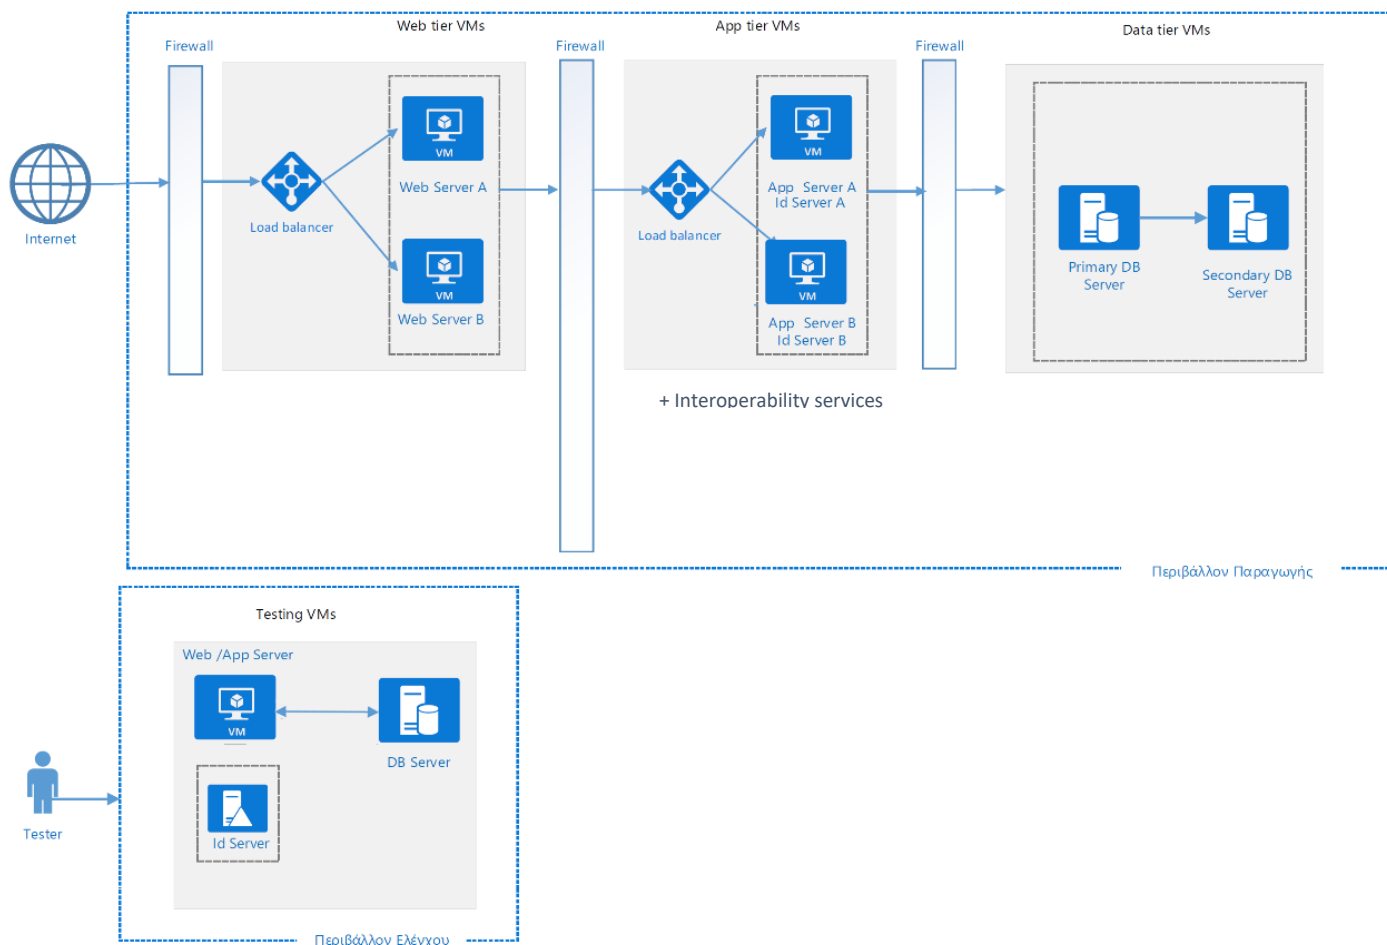 Web tier VMs
App tier VMs
Data tier VMs
Firewall
Firewall
Firewall
VM
Web Server A
VM
Web Server B
Load balancer
Internet
VM
App Server A
Id Server A
VM
App Server B
Id Server B
Load balancer
Primary DB
Server
Secondary DB
Server
+ Interoperability services
Περιβάλλον Παραγωγής
Testing VMs
Web /App Server
VM
DB Server
Id Server
Tester
Περιβάλλον Ελέγχου